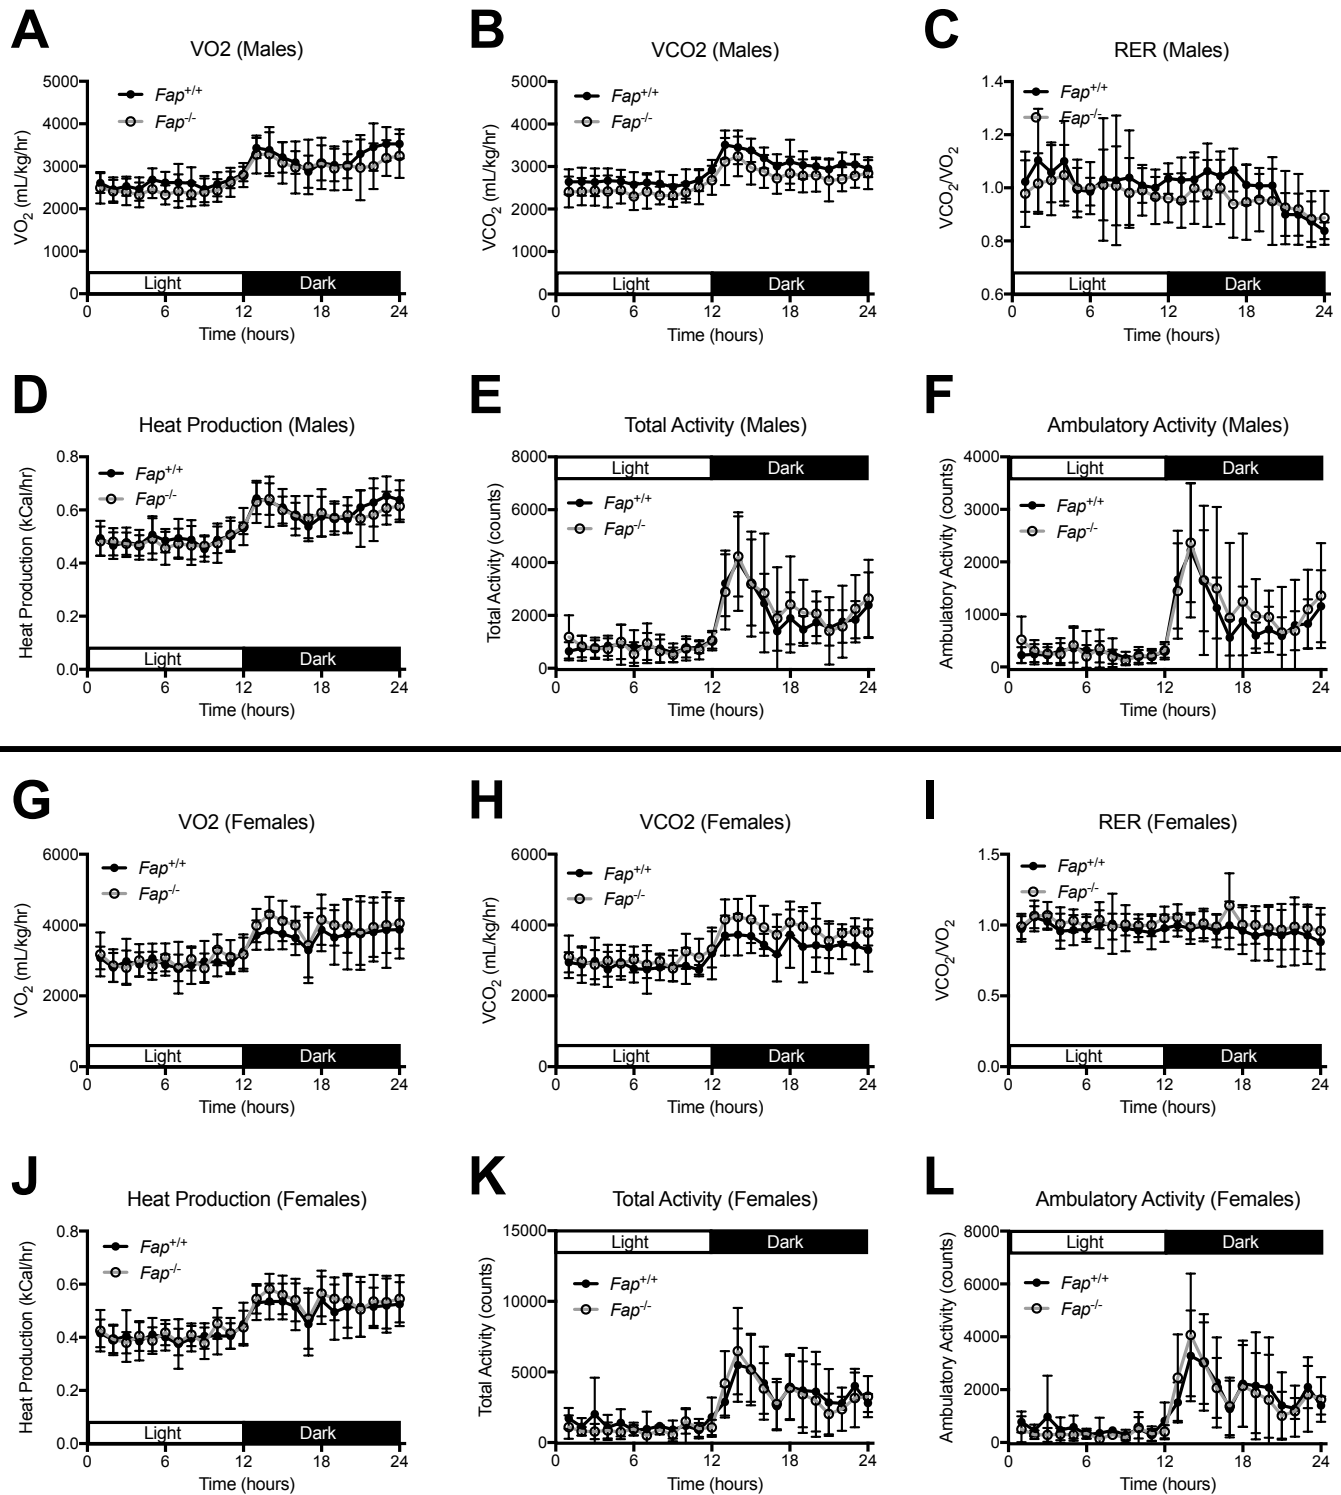 A
VO2 (Males)
5000
4000
3000
2000
1000
0
VO2 (mL/kg/hr)
Fap+/+
Fap-/-
Light
Dark
0 6 12 18 24
Time (hours)
B
VCO2 (Males)
5000
4000
3000
2000
1000
0
VCO2 (mL/kg/hr)
Fap+/+
Fap-/-
Light
Dark
0 6 12 18 24
Time (hours)
C
RER (Males)
1.4
1.2
1.0
0.8
0.6
VCO2/VO2
Fap+/+
Fap-/-
Light
Dark
0 6 12 18 24
Time (hours)
D
Heat Production (Males)
0.8
0.6
0.4
0.2
0.0
Heat Production (kCal/hr)
Fap+/+
Fap-/-
Light
Dark
0 6 12 18 24
Time (hours)
E
Total Activity (Males)
8000
6000
4000
2000
0
Total Activity (counts)
Light
Dark
Fap+/+
Fap-/-
0 6 12 18 24
Time (hours)
F
Ambulatory Activity (Males)
4000
3000
2000
1000
0
Ambulatory Activity (counts)
Light
Dark
Fap+/+
Fap-/-
0 6 12 18 24
Time (hours)
G
VO2 (Females)
6000
4000
2000
0
VO2 (mL/kg/hr)
Fap+/+
Fap-/-
Light
Dark
0 6 12 18 24
Time (hours)
H
VCO2 (Females)
6000
4000
2000
0
VCO2 (mL/kg/hr)
Fap+/+
Fap-/-
Light
Dark
0 6 12 18 24
Time (hours)
I
RER (Females)
1.5
1.0
0.5
0.0
VCO2/VO2
Fap+/+
Fap-/-
Light
Dark
0 6 12 18 24
Time (hours)
J
Heat Production (Females)
0.8
0.6
0.4
0.2
0.0
Heat Production (kCal/hr)
Fap+/+
Fap-/-
Light
Dark
0 6 12 18 24
Time (hours)
K
Total Activity (Females)
15000
10000
5000
0
Total Activity (counts)
Light
Dark
Fap+/+
Fap-/-
0 6 12 18 24
Time (hours)
L
Ambulatory Activity (Females)
8000
6000
4000
2000
0
Ambulatory Activity (counts)
Light
Dark
Fap+/+
Fap-/-
0 6 12 18 24
Time (hours)